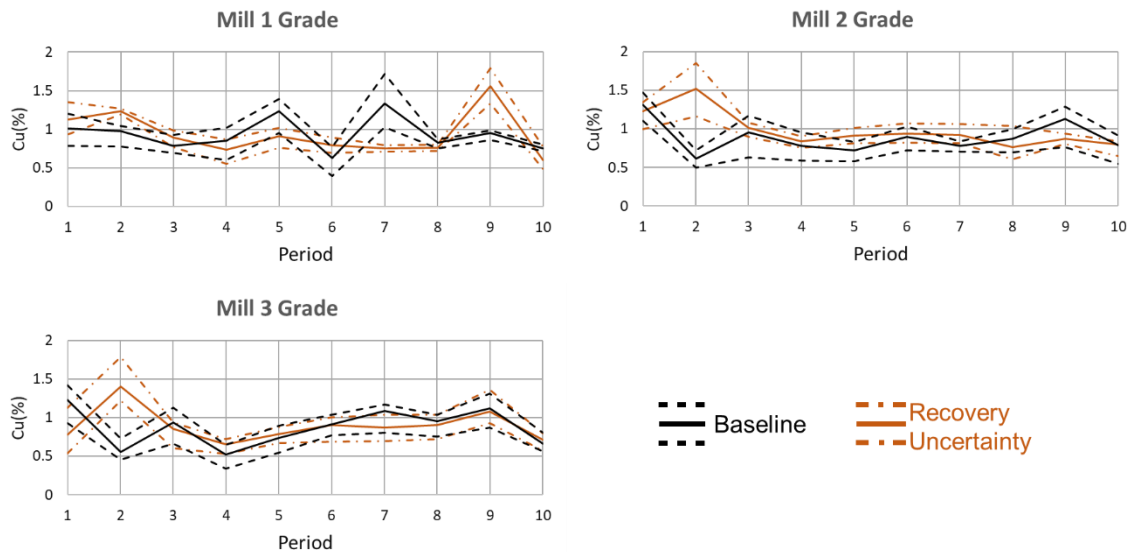 Mill 1 Grade
2
1.5
1
0.5
0
Cu(%)
1 2 3 4 5 6 7 8 9 10
Period
Mill 2 Grade
2
1.5
1
0.5
0
Cu(%)
1 2 3 4 5 6 7 8 9 10
Period
Mill 3 Grade
2
1.5
1
0.5
0
Cu(%)
1 2 3 4 5 6 7 8 9 10
Period
Baseline
Recovery
Uncertainty